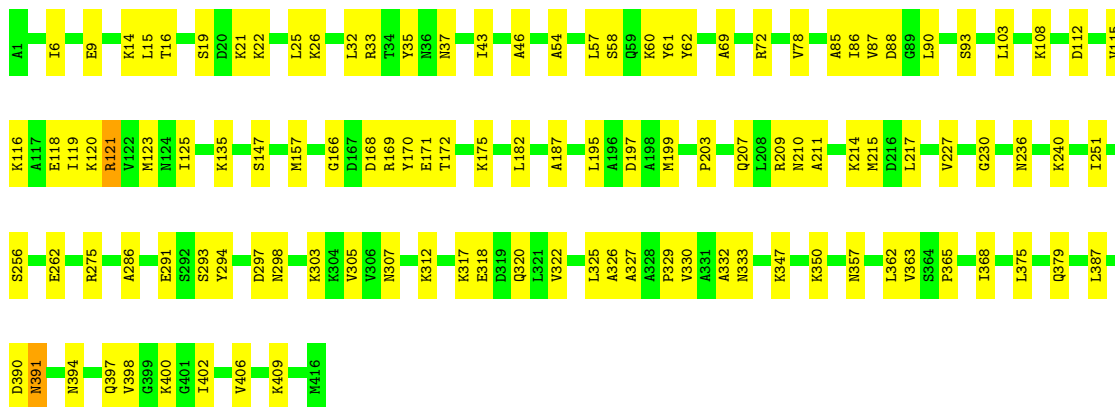 A1 I6 E9 K14 L15 T16 S19 D20 K21 K22 L25 K26 L32 R33 T34 Y35 N36 N37 I43 A46 A54 L57 S58 Q59 K60 Y61 Y62 A69 R72 V78 A85 I86 V87 D88 G89 L90 S93 L103 K108 D112 V115
K116 A117 E118 I119 K120 R121 V122 M123 N124 I125 K135 S147 M157 G166 D167 D168 R169 Y170 E171 T172 K175 L182 A187 L195 A196 D197 A198 M199 P203 Q207 L208 R209 N210 A211 K214 M215 D216 L217 V227 G230 N236 K240 I251
S256 E262 R275 A286 E291 S292 S293 Y294 D297 N298 K303 K304 V305 V306 N307 K312 K317 E318 D319 Q320 L321 V322 L325 A326 A327 A328 P329 V330 A331 A332 N333 K347 K350 N357 L362 V363 S364 P365 I368 L375 Q379 L387
D390 N391 N394 Q397 V398 G399 K400 G401 I402 V406 K409 M416